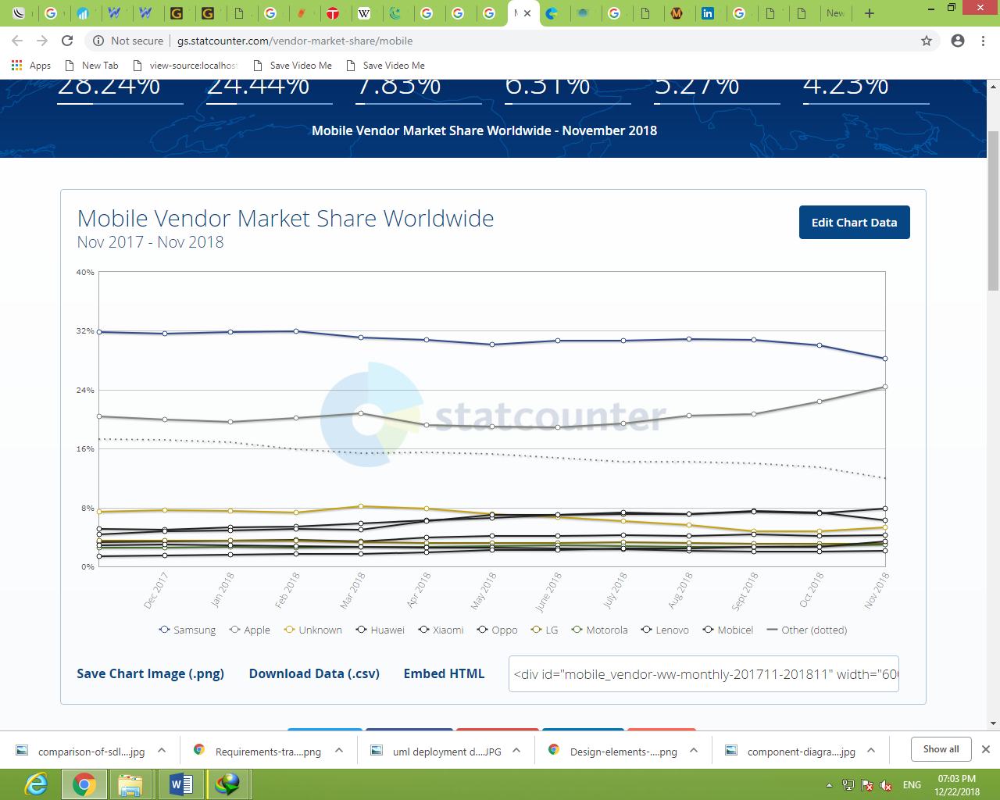 New
Not secure | gs.statcounter.com/vendor-market-share/mobile
Apps New Tab view-source:localhost Save Video Me Save Video Me
28.24% 24.44% 7.83% 6.31% 5.27% 4.23%
Mobile Vendor Market Share Worldwide - November 2018
Mobile Vendor Market Share Worldwide
Nov 2017 - Nov 2018
Edit Chart Data
40%
32%
24%
statcounter
16%
8%
0%
Dec 2017 Jan 2018 Feb 2018 Mar 2018 Apr 2018 May 2018 June 2018 July 2018 Aug 2018 Sept 2018 Oct 2018 Nov 2018
Samsung Apple Unknown Huawei Xiaomi Oppo LG Motorola Lenovo Mobicel Other (dotted)
Save Chart Image (.png) Download Data (.csv) Embed HTML <div id="mobile_vendor-ww-monthly-201711-201811" width="600
comparison-of-sdl....jpg Requirements-tra....png uml deployment d....JPG Design-elements-....png component-diagra....jpg Show all
ENG
07:03 PM
12/22/2018